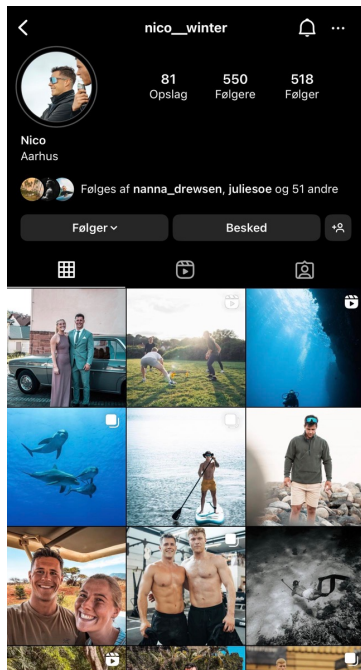 nico__winter
81 550 518
Opslag Følgere Følger
Nico
Aarhus
Følges af nanna_drewsen, juliesoe og 51 andre
Følger Besked